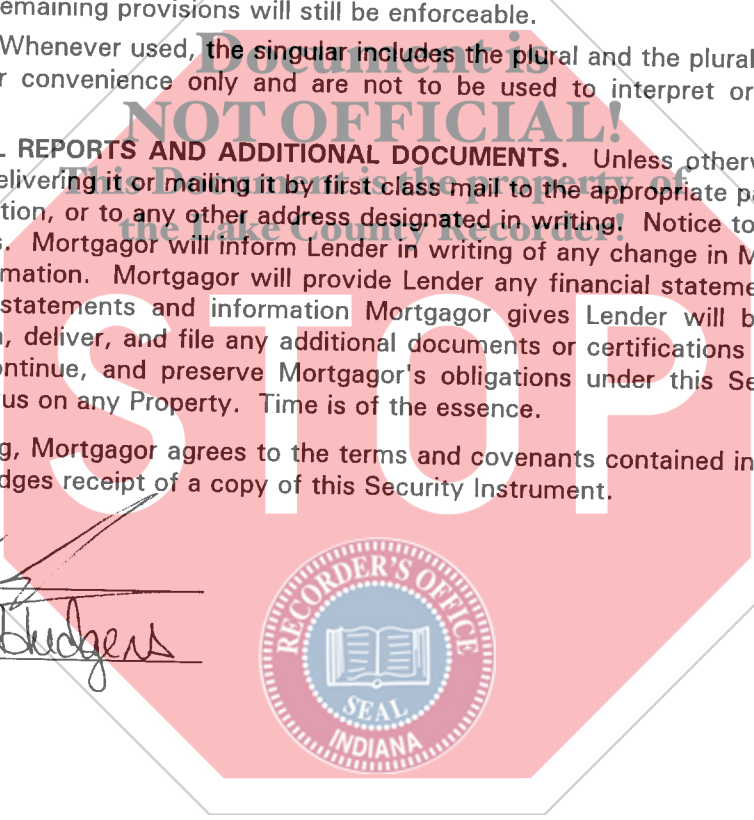 emaining provisions will still be enforceable.
Whenever used, the singular includes the plural and the plural
Document is
r convenience only and are not to be used to interpret or
NOT OFFICIAL!
L REPORTS AND ADDITIONAL DOCUMENTS. Unless otherw
This Document is the property of
elivering it or mailing it by first class mail to the appropriate pa
tion, or to any other address designated in writing. Notice to
the Lake County Recorder!
s. Mortgagor will inform Lender in writing of any change in M
rmation. Mortgagor will provide Lender any financial stateme
statements and information Mortgagor gives Lender will b
, deliver, and file any additional documents or certifications
ontinue, and preserve Mortgagor's obligations under this Se
us on any Property. Time is of the essence.
STOP
g, Mortgagor agrees to the terms and covenants contained in
dges receipt of a copy of this Security Instrument.
RECORDER'S OFFICE
Hudgens
SEAL
INDIANA